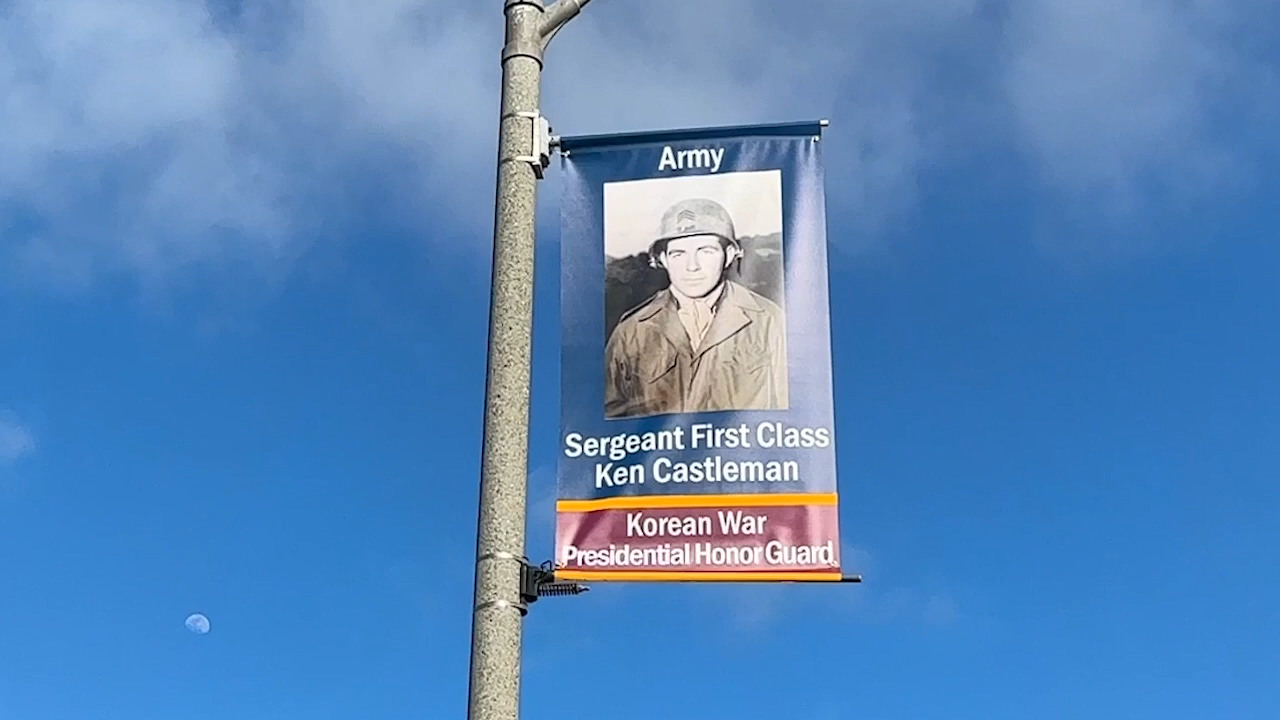 Army
Sergeant First Class
Ken Castleman
Korean War
Presidential Honor Guard